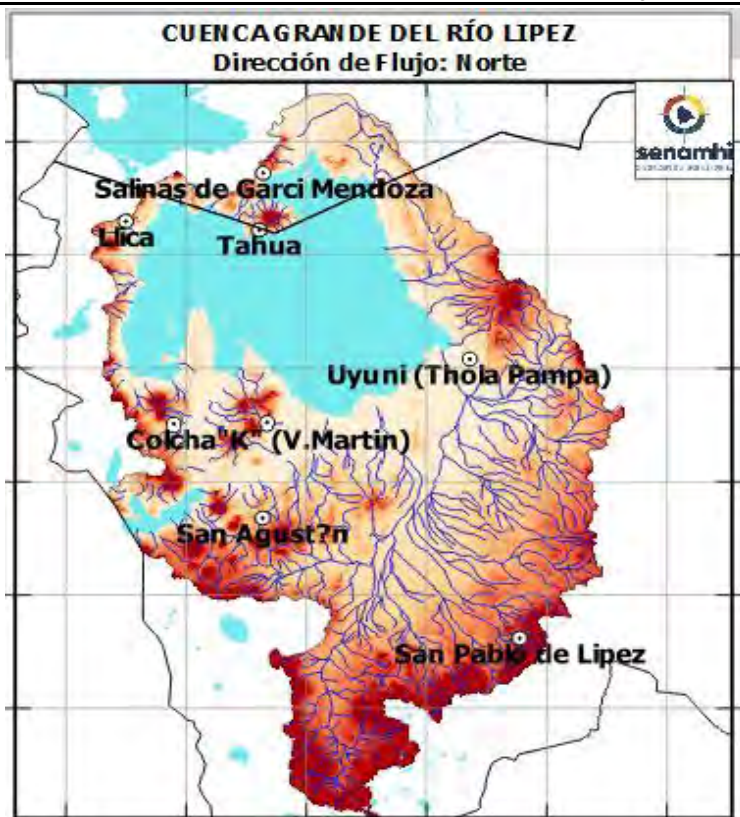 CUENCA GRANDE DEL RÍO LIPEZ
Dirección de Flujo: Norte
senamhi
Salinas de Garci Mendoza
Llica
Tahua
Uyuni (Thola Pampa)
Colcha"K" (V.Martin)
San Agust?n
San Pablo de Lipez